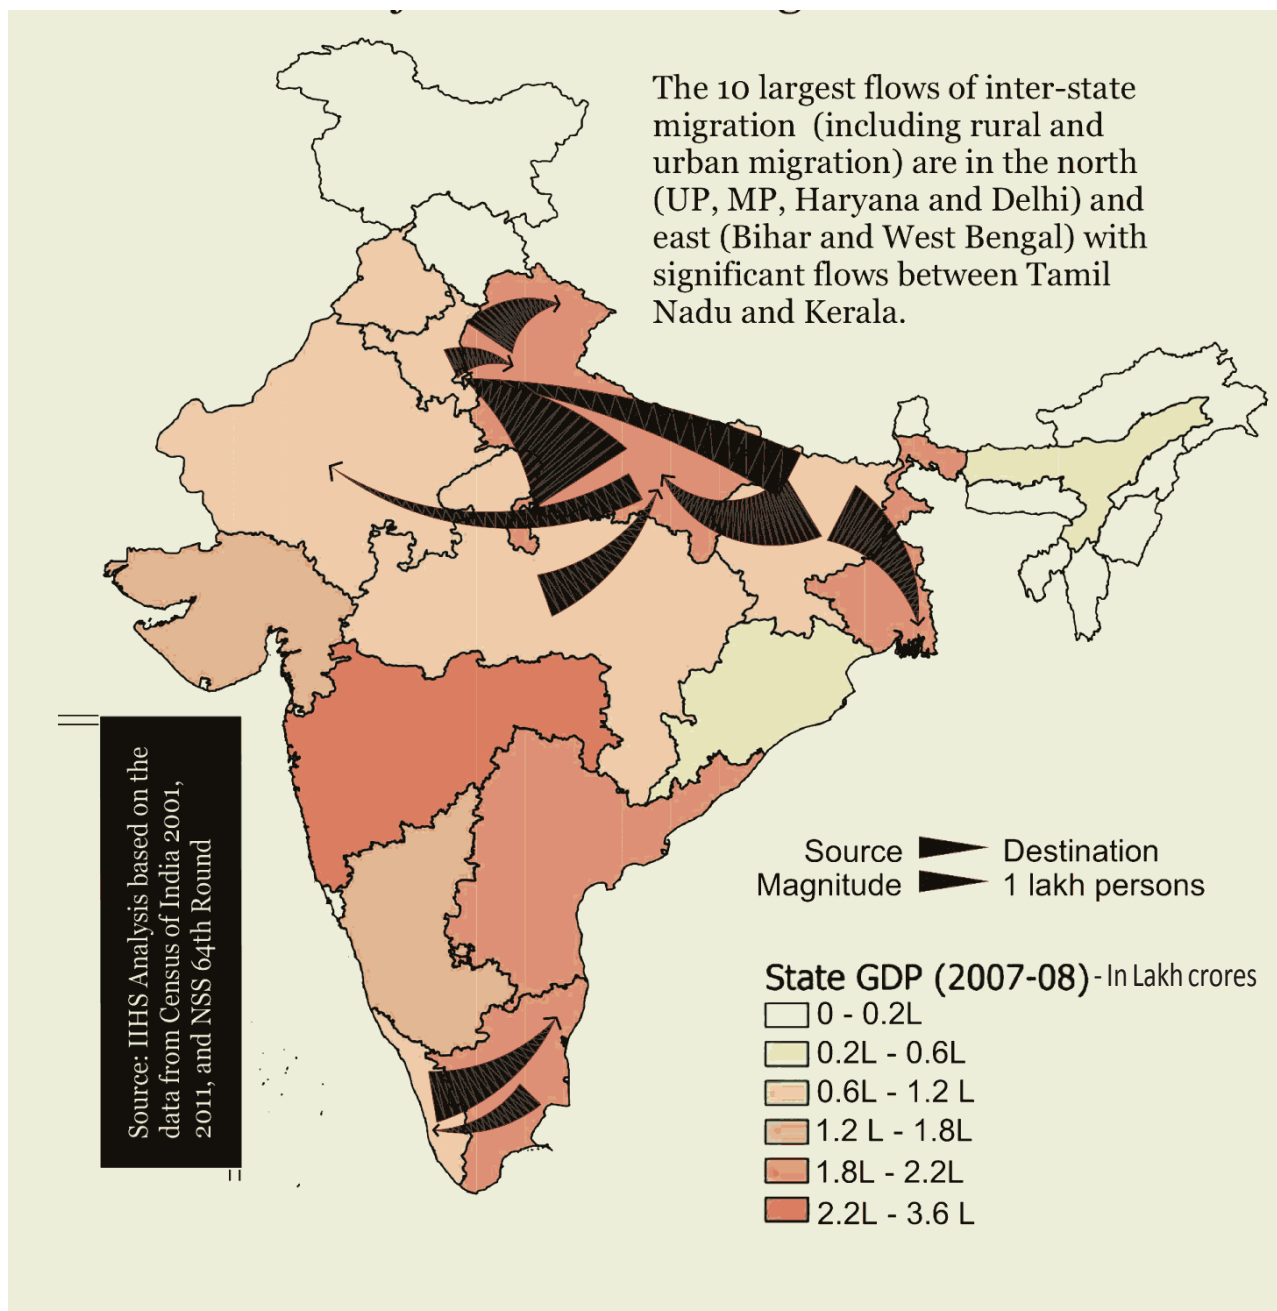 The 10 largest flows of inter-state
migration (including rural and
urban migration) are in the north
(UP, MP, Haryana and Delhi) and
east (Bihar and West Bengal) with
significant flows between Tamil
Nadu and Kerala.
Source: IIHS Analysis based on the
data from Census of India 2001,
2011, and NSS 64th Round
Source Destination
Magnitude 1 lakh persons
State GDP (2007-08) - In Lakh crores
0 - 0.2L
0.2L - 0.6L
0.6L - 1.2 L
1.2 L - 1.8L
1.8L - 2.2L
2.2L - 3.6 L